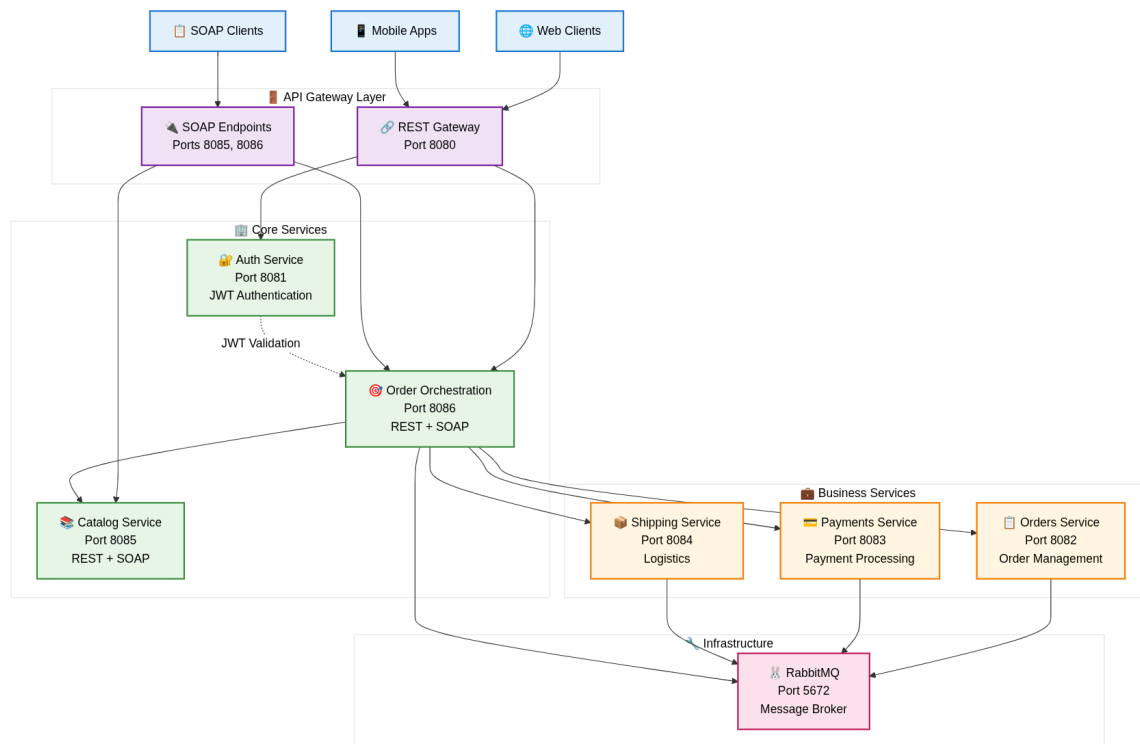 📋 SOAP Clients
📱 Mobile Apps
🌐 Web Clients
🚪 API Gateway Layer
🔌 SOAP Endpoints
Ports 8085, 8086
🔗 REST Gateway
Port 8080
🏢 Core Services
🔐 Auth Service
Port 8081
JWT Authentication
JWT Validation
🎯 Order Orchestration
Port 8086
REST + SOAP
📚 Catalog Service
Port 8085
REST + SOAP
💼 Business Services
📦 Shipping Service
Port 8084
Logistics
💳 Payments Service
Port 8083
Payment Processing
📋 Orders Service
Port 8082
Order Management
🔧 Infrastructure
🐰 RabbitMQ
Port 5672
Message Broker